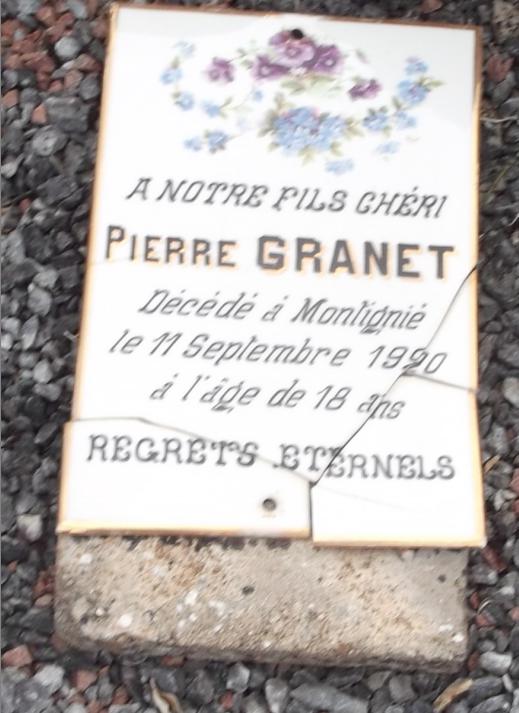 A NOTRE FILS CHÉRI
PIERRE GRANET
Décédé à Montignié
le 11 Septembre 1920
à l'âge de 18 ans
REGRETS ETERNELS